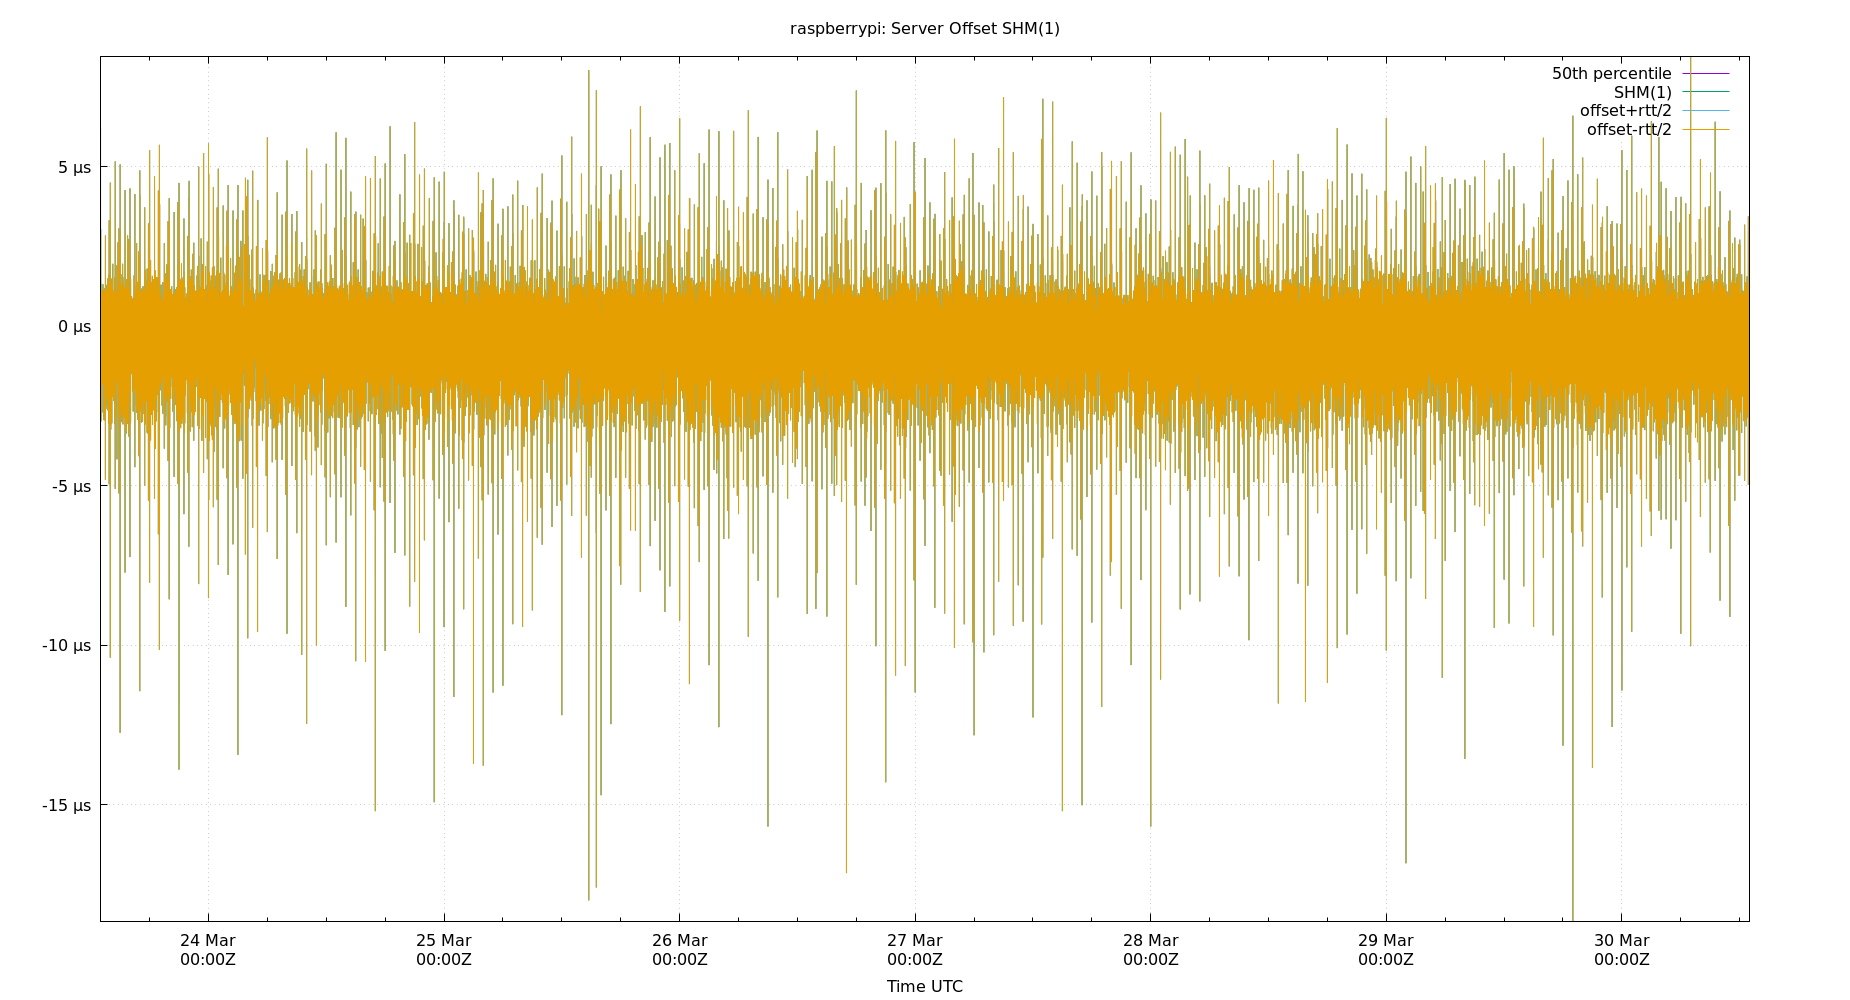 raspberrypi: Server Offset SHM(1)
50th percentile
SHM(1)
offset+rtt/2
offset-rtt/2
5 µs
0 µs
-5 µs
-10 µs
-15 µs
24 Mar 25 Mar 26 Mar 27 Mar 28 Mar 29 Mar 30 Mar
00:00Z 00:00Z 00:00Z 00:00Z 00:00Z 00:00Z 00:00Z
Time UTC